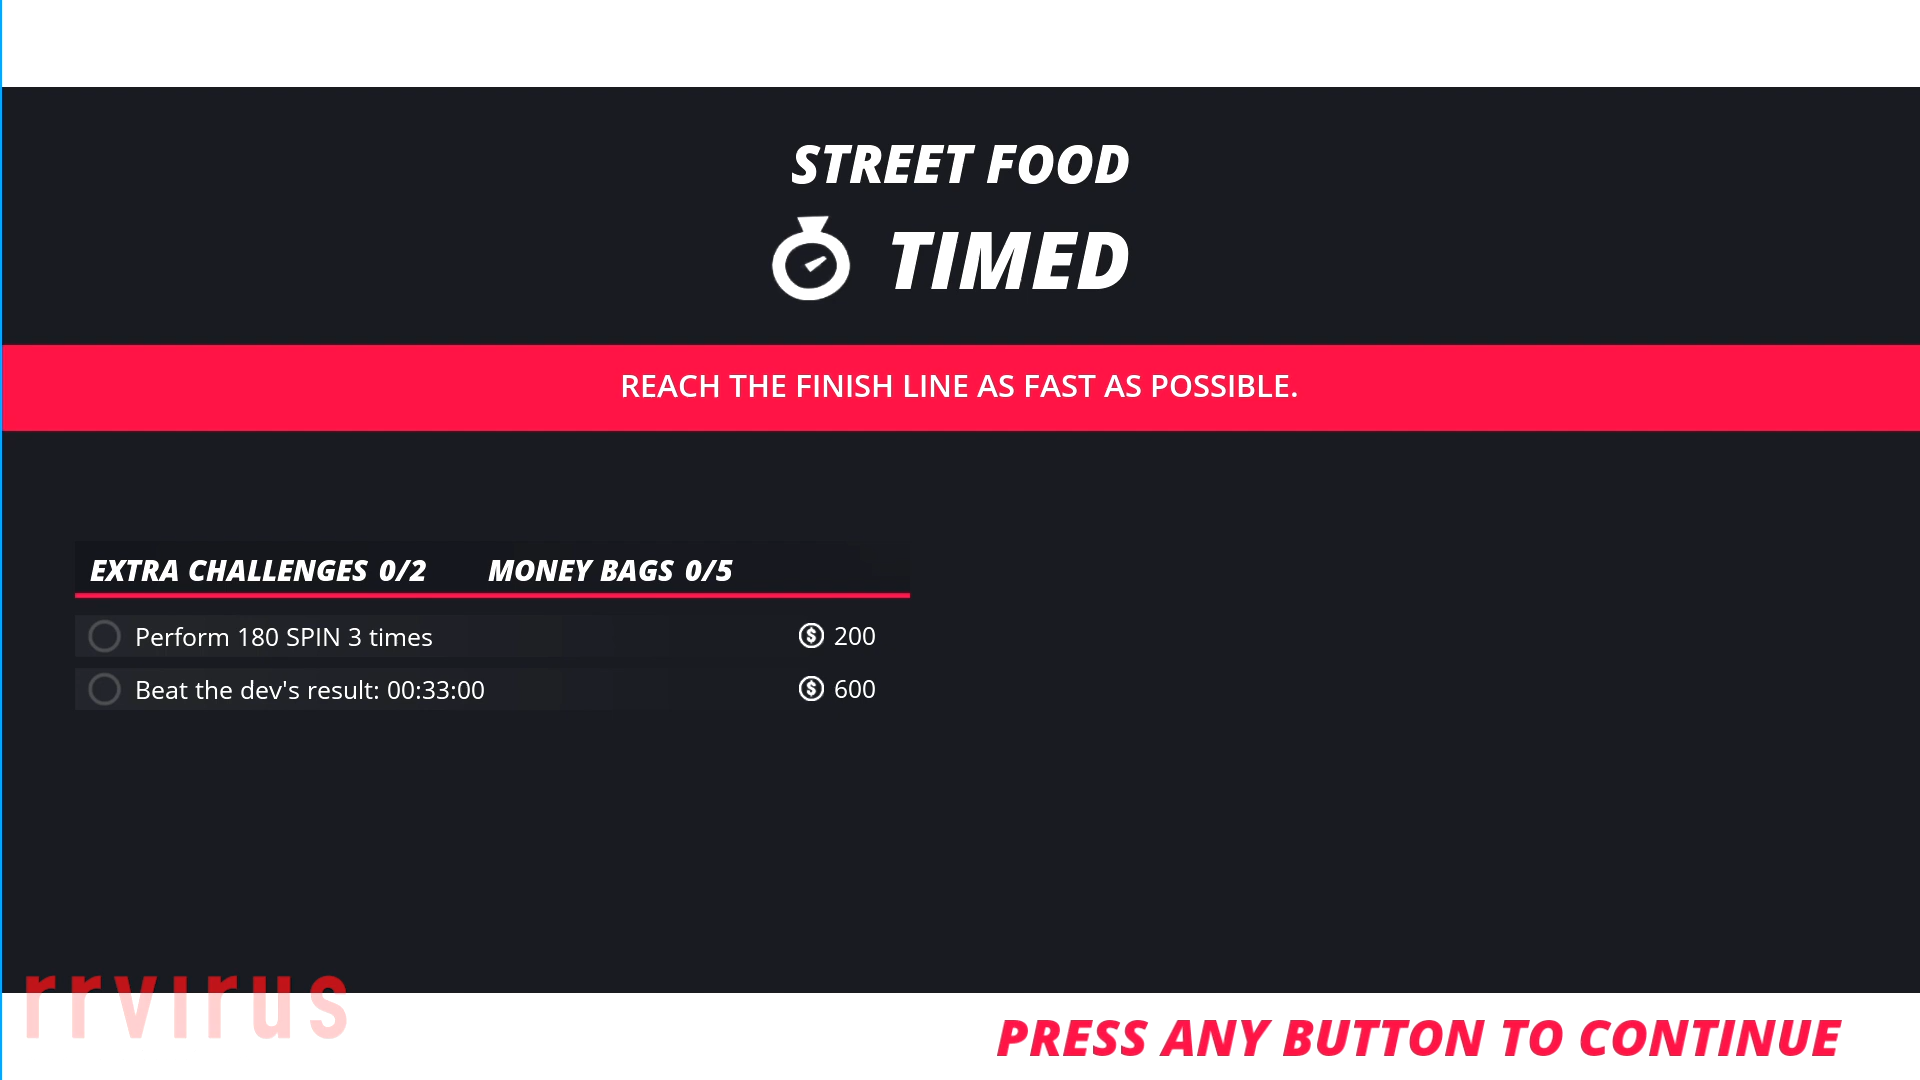 STREET FOOD
TIMED
REACH THE FINISH LINE AS FAST AS POSSIBLE.
EXTRA CHALLENGES 0/2 MONEY BAGS 0/5
Perform 180 SPIN 3 times 200
Beat the dev's result: 00:33:00 600
rrvirus
PRESS ANY BUTTON TO CONTINUE